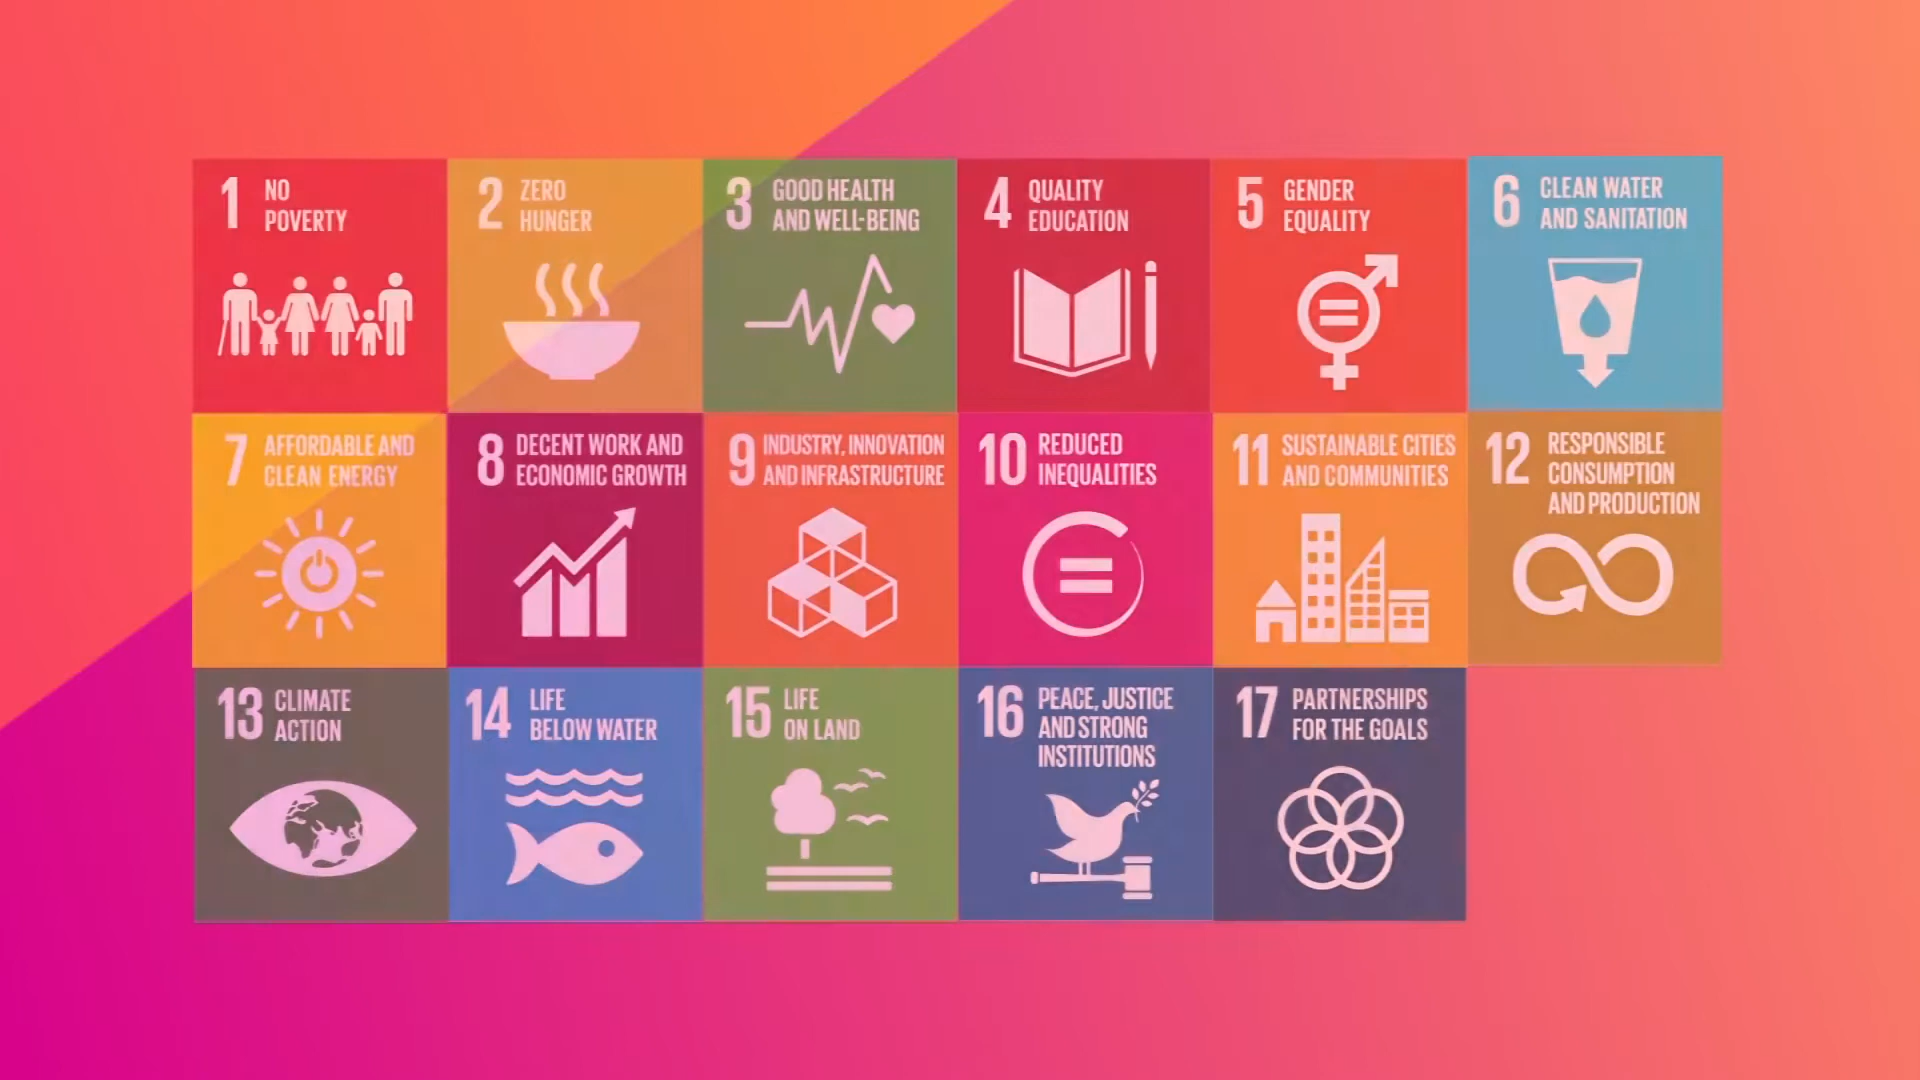 1 NO
POVERTY
2 ZERO
HUNGER
3 GOOD HEALTH
AND WELL-BEING
4 QUALITY
EDUCATION
5 GENDER
EQUALITY
6 CLEAN WATER
AND SANITATION
7 AFFORDABLE AND
CLEAN ENERGY
8 DECENT WORK AND
ECONOMIC GROWTH
9 INDUSTRY, INNOVATION
AND INFRASTRUCTURE
10 REDUCED
INEQUALITIES
11 SUSTAINABLE CITIES
AND COMMUNITIES
12 RESPONSIBLE
CONSUMPTION
AND PRODUCTION
13 CLIMATE
ACTION
14 LIFE
BELOW WATER
15 LIFE
ON LAND
16 PEACE, JUSTICE
AND STRONG
INSTITUTIONS
17 PARTNERSHIPS
FOR THE GOALS